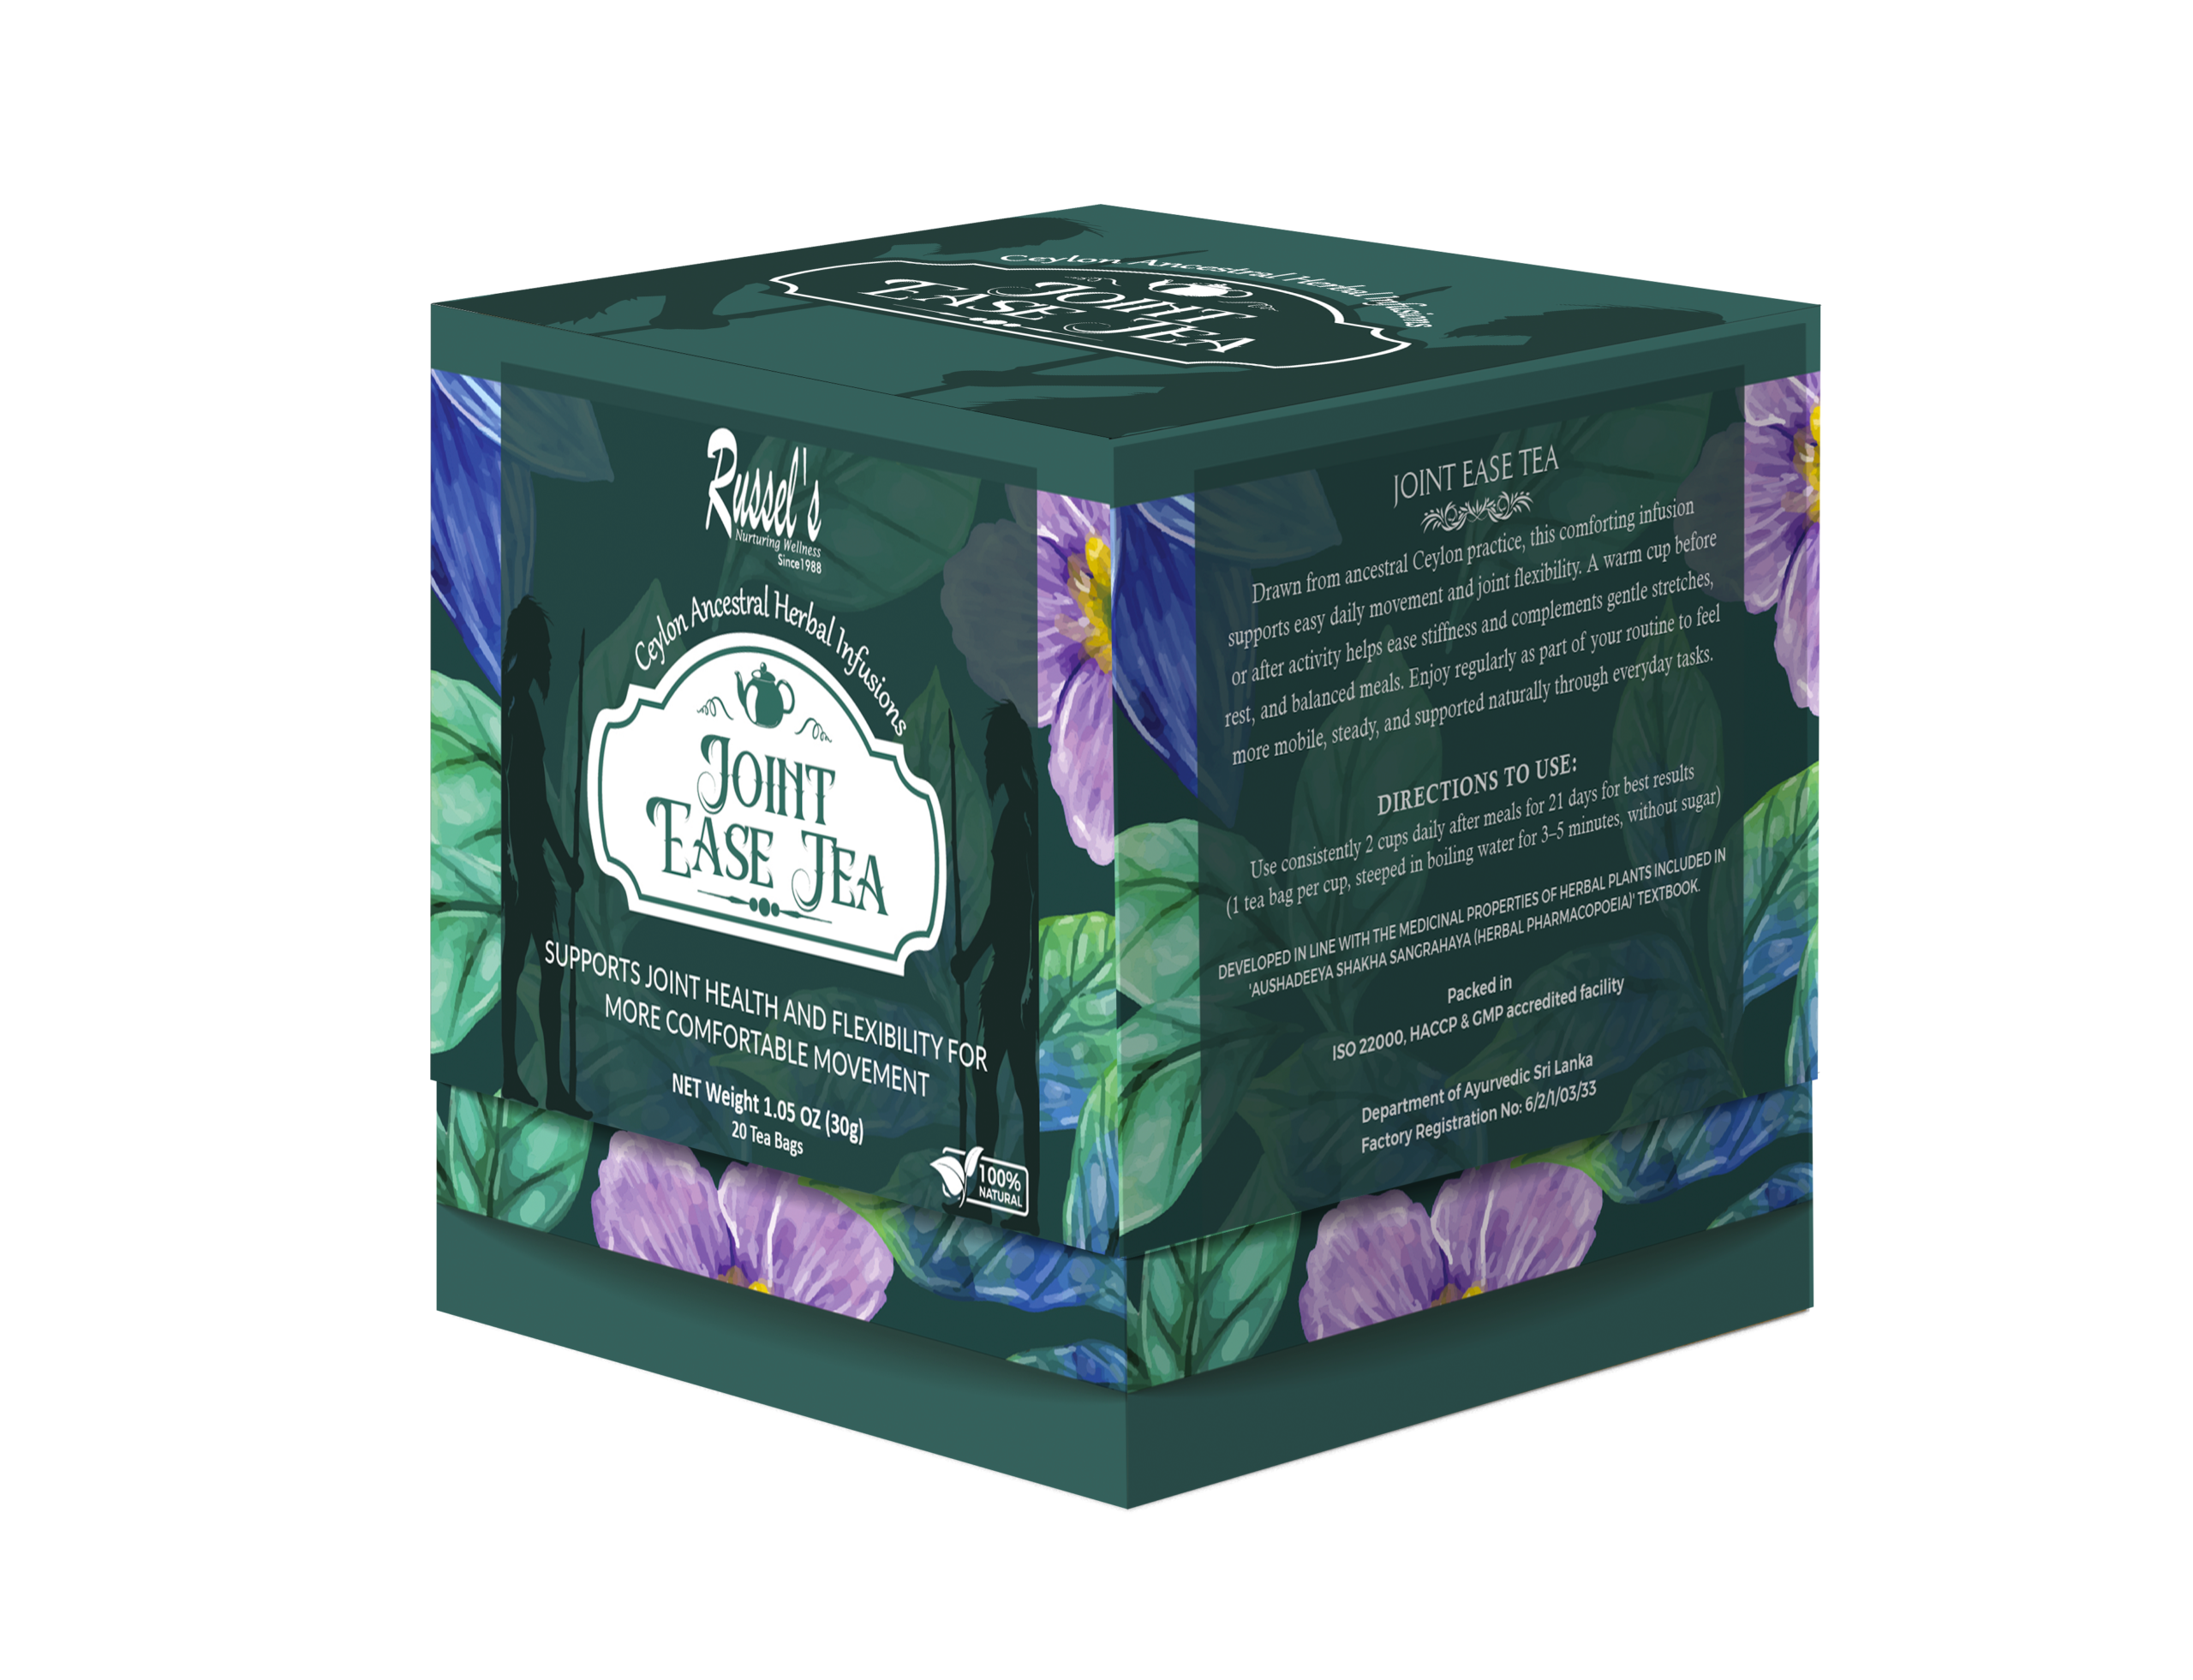 Ceylon Ancestral Herbal Infusions
JOINT
EASE TEA
Russel's
Nurturing Wellness
Since1988
Ceylon Ancestral Herbal Infusions
JOINT
EASE TEA
SUPPORTS JOINT HEALTH AND FLEXIBILITY FOR
MORE COMFORTABLE MOVEMENT
NET Weight 1.05 OZ (30g)
20 Tea Bags
100%
NATURAL
JOINT EASE TEA
Drawn from ancestral Ceylon practice, this comforting infusion
supports easy daily movement and joint flexibility. A warm cup before
or after activity helps ease stiffness and complements gentle stretches,
rest, and balanced meals. Enjoy regularly as part of your routine to feel
more mobile, steady, and supported naturally through everyday tasks.
DIRECTIONS TO USE:
Use consistently 2 cups daily after meals for 21 days for best results
(1 tea bag per cup, steeped in boiling water for 3–5 minutes, without sugar)
DEVELOPED IN LINE WITH THE MEDICINAL PROPERTIES OF HERBAL PLANTS INCLUDED IN
'AUSHADEEYA SHAKHA SANGRAHAYA (HERBAL PHARMACOPOEIA)' TEXTBOOK.
Packed in
ISO 22000, HACCP & GMP accredited facility
Department of Ayurvedic Sri Lanka
Factory Registration No: 6/2/1/03/33